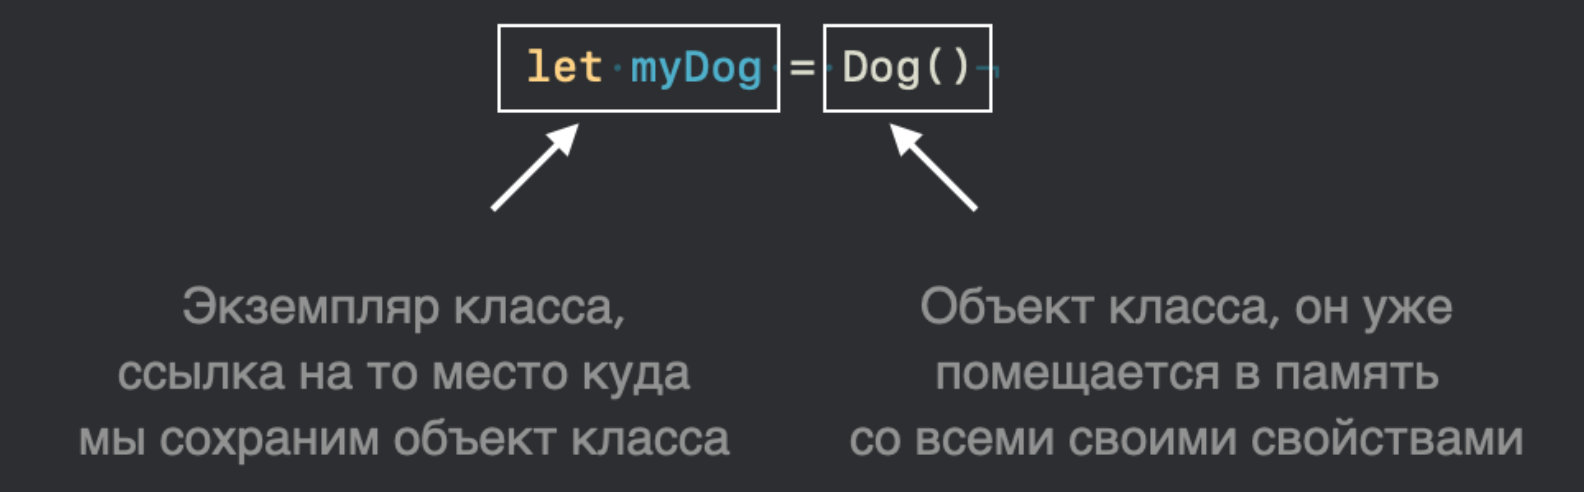 let myDog = Dog()
Экземпляр класса,
ссылка на то место куда
мы сохраним объект класса
Объект класса, он уже
помещается в память
со всеми своими свойствами